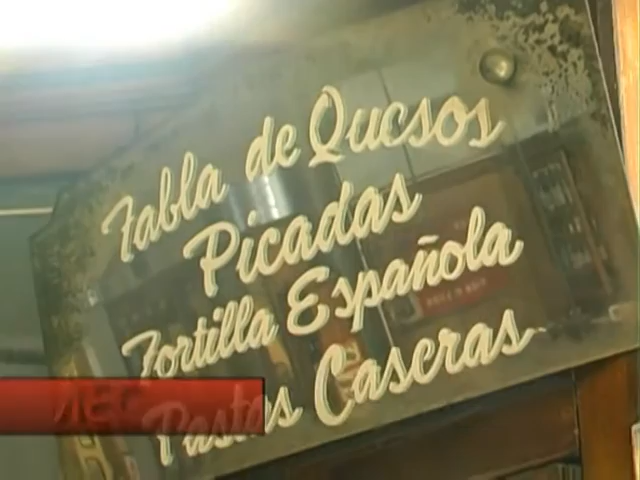 Tabla de Quesos
Picadas
Tortilla Española
Pastas Caseras